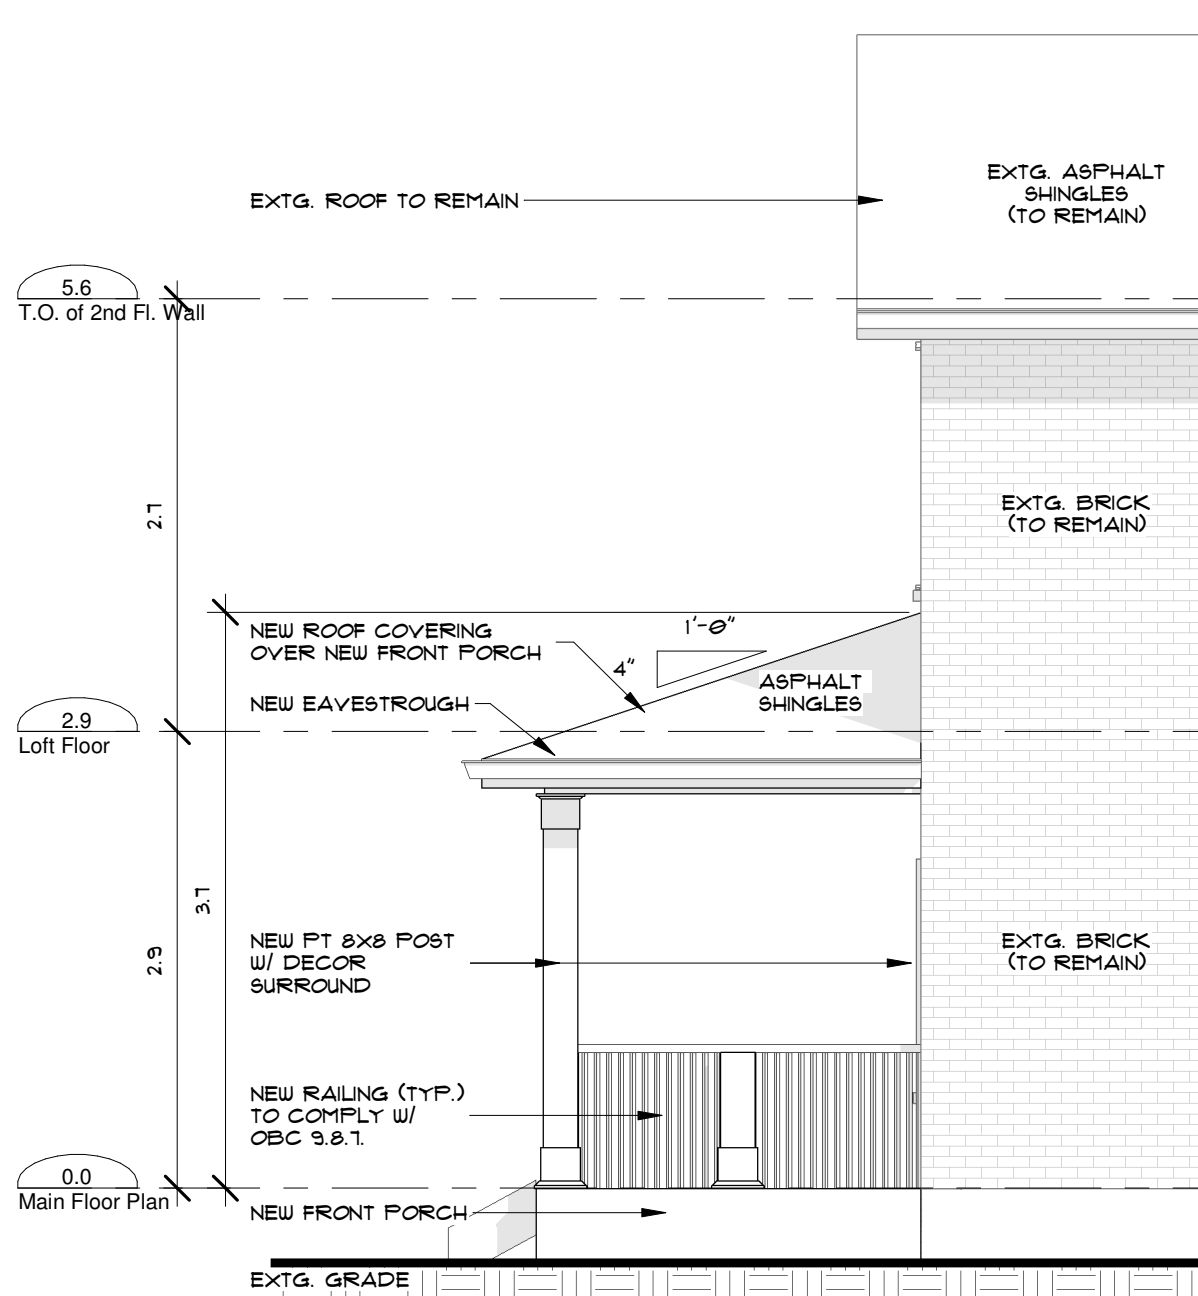 EXTG. ASPHALT
SHINGLES
(TO REMAIN)
EXTG. ROOF TO REMAIN
5.6
T.O. of 2nd Fl. Wall
2.7
EXTG. BRICK
(TO REMAIN)
NEW ROOF COVERING
OVER NEW FRONT PORCH
1'-0"
4"
ASPHALT
SHINGLES
NEW EAVESTROUGH
2.9
Loft Floor
3.7
2.9
NEW PT 8X8 POST
W/ DECOR
SURROUND
EXTG. BRICK
(TO REMAIN)
NEW RAILING (TYP.)
TO COMPLY W/
OBC 9.8.7.
0.0
Main Floor Plan
NEW FRONT PORCH
EXTG. GRADE